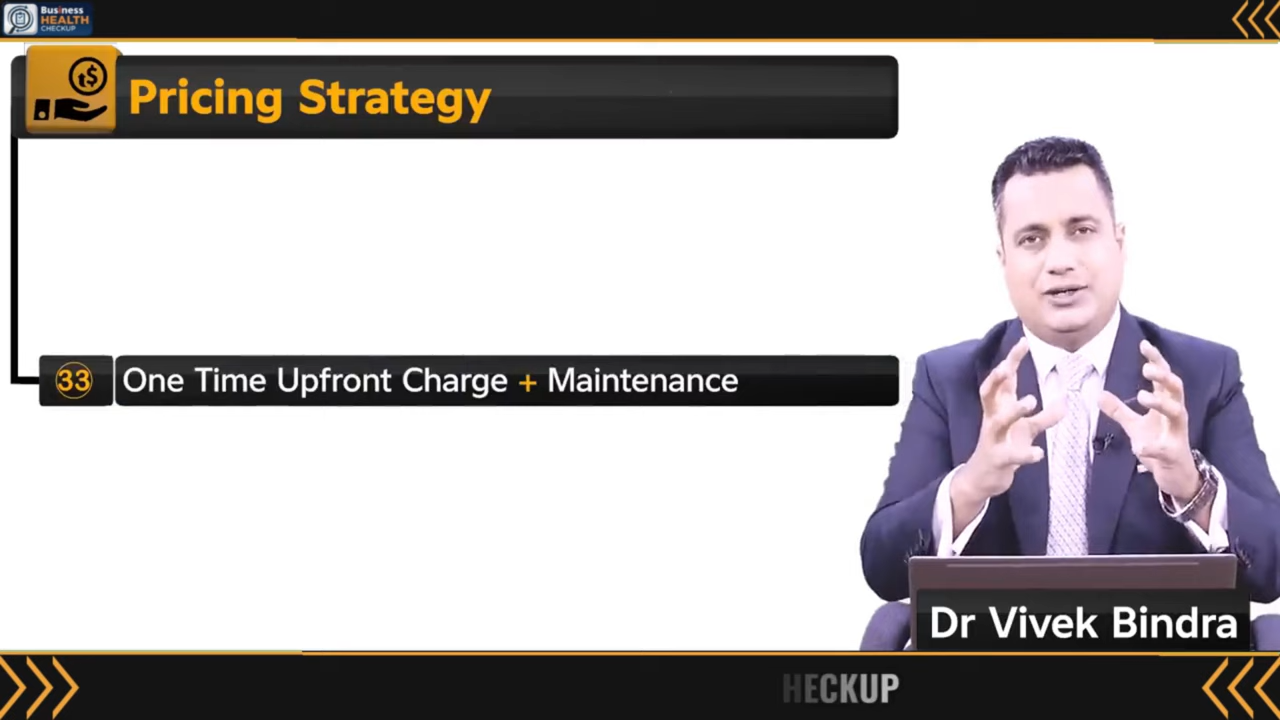 Business
HEALTH
CHECKUP
Pricing Strategy
33 One Time Upfront Charge + Maintenance
Dr Vivek Bindra
HECKUP